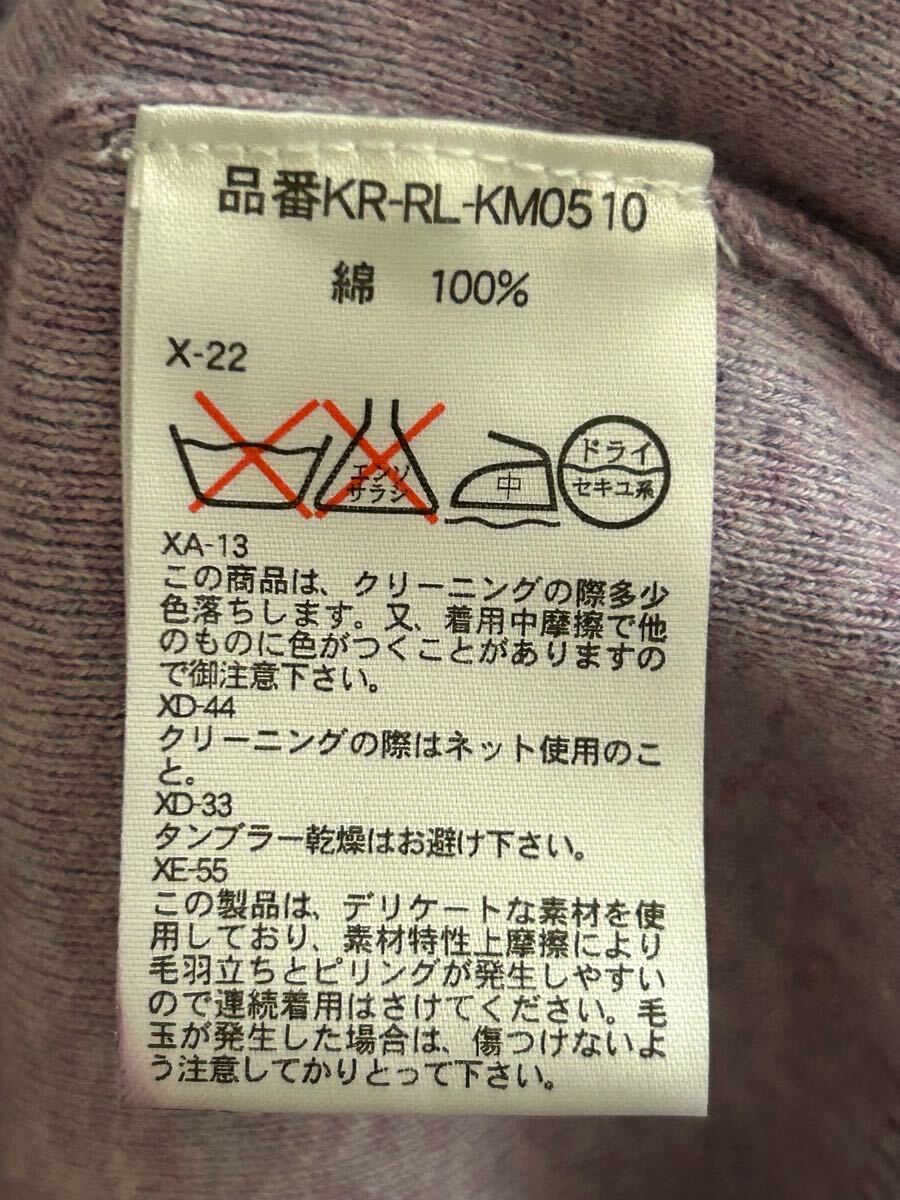 品番KR-RL-KM0510
綿 100%
X-22
エンソ
サラシ
中
ドライ
セキユ系
XA-13
この商品は、クリーニングの際多少
色落ちします。又、着用中摩擦で他
のものに色がつくことがありますの
で御注意下さい。
XD-44
クリーニングの際はネット使用のこ
と。
XD-33
タンブラー乾燥はお避け下さい。
XE-55
この製品は、デリケートな素材を使
用しており、素材特性上摩擦により
毛羽立ちとピリングが発生しやすい
ので連続着用はさけてください。毛
玉が発生した場合は、傷つけないよ
う注意してかりとって下さい。